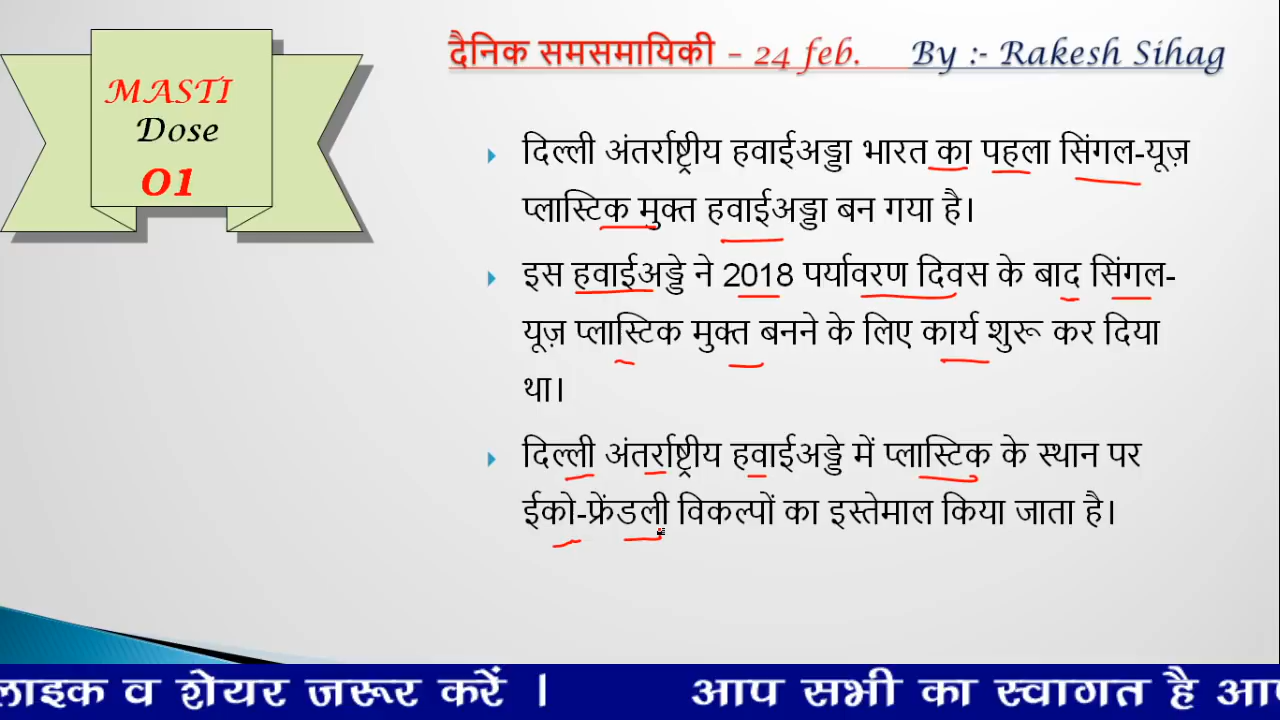 MASTI
Dose
01
दैनिक समसमायिकी – 24 feb. By :- Rakesh Sihag
दिल्ली अंतर्राष्ट्रीय हवाईअड्डा भारत का पहला सिंगल-यूज़
प्लास्टिक मुक्त हवाईअड्डा बन गया है।
इस हवाईअड्डे ने 2018 पर्यावरण दिवस के बाद सिंगल-
यूज़ प्लास्टिक मुक्त बनने के लिए कार्य शुरू कर दिया
था।
दिल्ली अंतर्राष्ट्रीय हवाईअड्डे में प्लास्टिक के स्थान पर
ईको-फ्रेंडली विकल्पों का इस्तेमाल किया जाता है।
लाइक व शेयर जरूर करें । आप सभी का स्वागत है